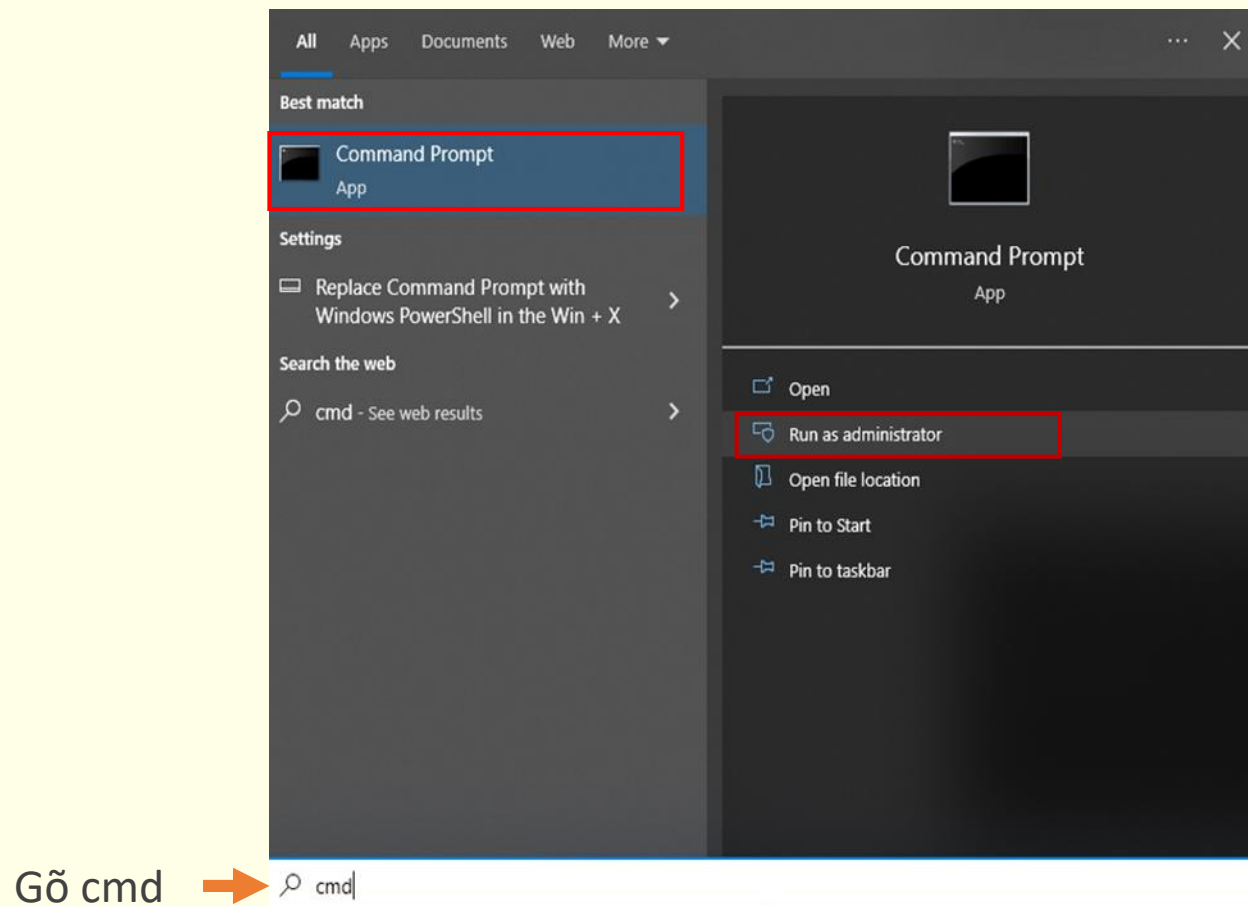 All Apps Documents Web More
Best match
Command Prompt
App
Settings
Replace Command Prompt with
Windows PowerShell in the Win + X
Search the web
cmd - See web results
Command Prompt
App
Open
Run as administrator
Open file location
Pin to Start
Pin to taskbar
Gõ cmd
cmd